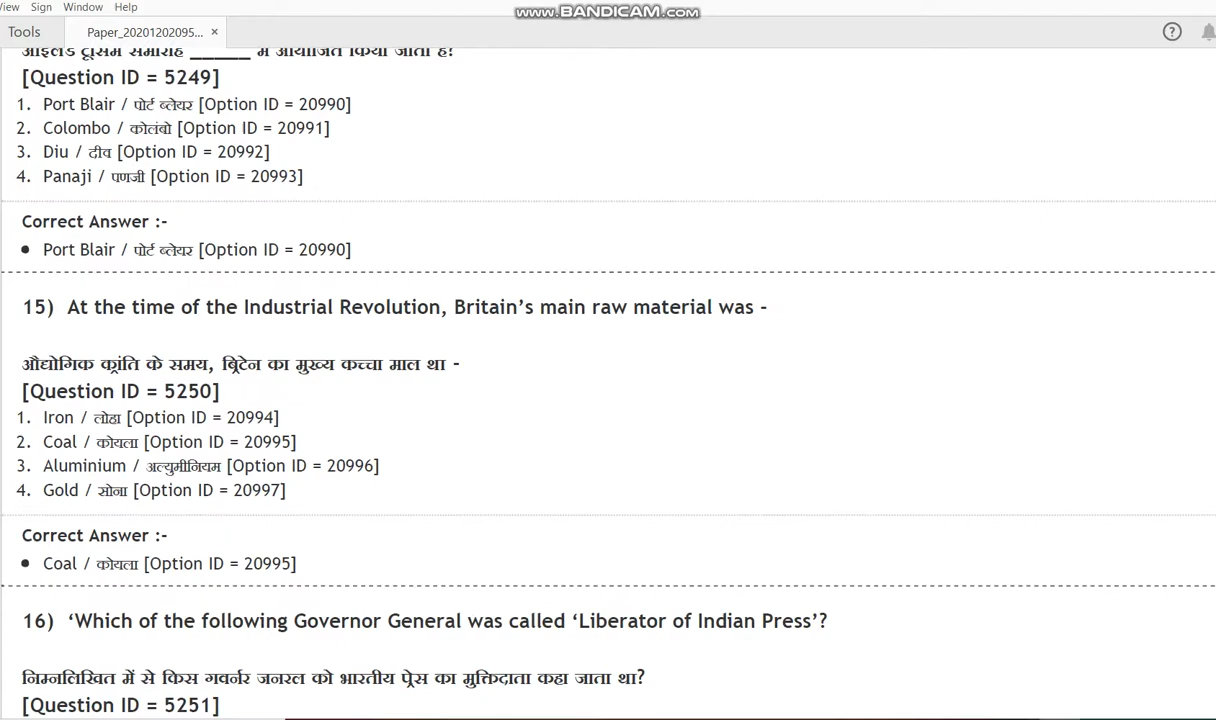 View Sign Window Help
www.BANDICAM.com
Tools
Paper_20201202095... ×
?
आइलैंड टूरिज्म समारोह _____ में आयोजित किया जाता है?
[Question ID = 5249]
1. Port Blair / पोर्ट ब्लेयर [Option ID = 20990]
2. Colombo / कोलंबो [Option ID = 20991]
3. Diu / दीव [Option ID = 20992]
4. Panaji / पणजी [Option ID = 20993]
Correct Answer :-
● Port Blair / पोर्ट ब्लेयर [Option ID = 20990]
15) At the time of the Industrial Revolution, Britain’s main raw material was -
औद्योगिक क्रांति के समय, ब्रिटेन का मुख्य कच्चा माल था -
[Question ID = 5250]
1. Iron / लोहा [Option ID = 20994]
2. Coal / कोयला [Option ID = 20995]
3. Aluminium / अल्युमीनियम [Option ID = 20996]
4. Gold / सोना [Option ID = 20997]
Correct Answer :-
● Coal / कोयला [Option ID = 20995]
16) ‘Which of the following Governor General was called ‘Liberator of Indian Press’?
निम्नलिखित में से किस गवर्नर जनरल को भारतीय प्रेस का मुक्तिदाता कहा जाता था?
[Question ID = 5251]